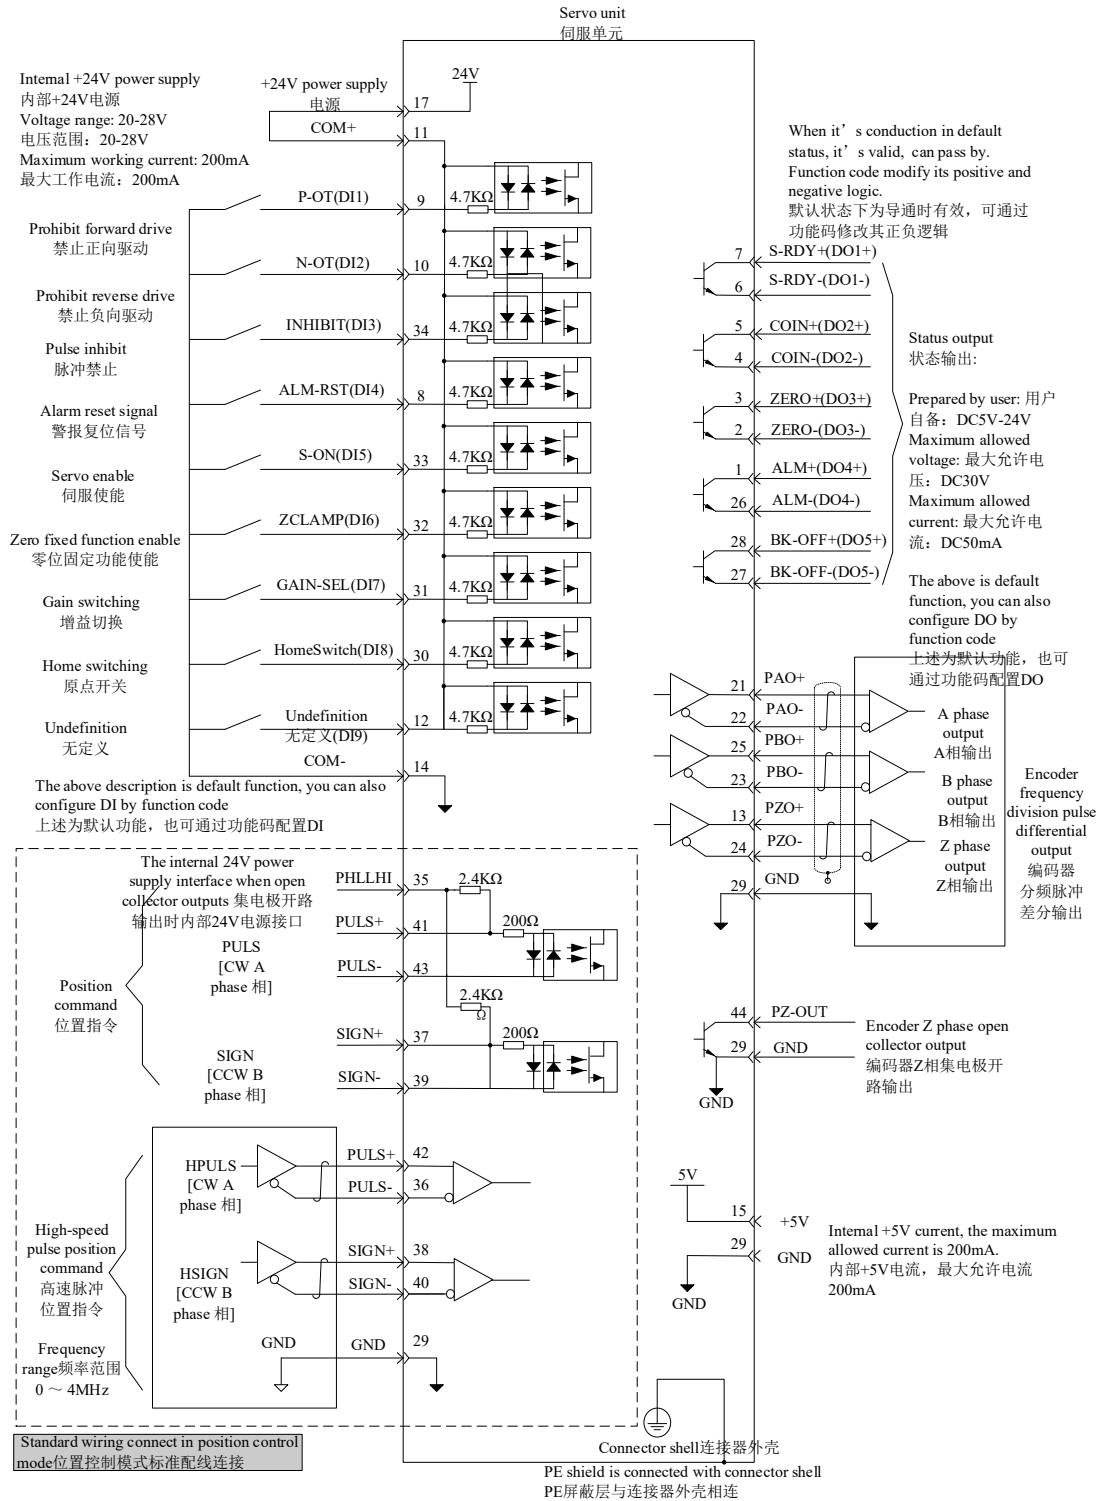 Servo unit
伺服单元
Internal +24V power supply
内部+24V电源
Voltage range: 20-28V
电压范围：20-28V
Maximum working current: 200mA
最大工作电流：200mA
+24V power supply
电源
17
24V
COM+
11
P-OT(DI1)
9
4.7KΩ
Prohibit forward drive
禁止正向驱动
N-OT(DI2)
10
4.7KΩ
Prohibit reverse drive
禁止负向驱动
INHIBIT(DI3)
34
4.7KΩ
Pulse inhibit
脉冲禁止
ALM-RST(DI4)
8
4.7KΩ
Alarm reset signal
警报复位信号
S-ON(DI5)
33
4.7KΩ
Servo enable
伺服使能
ZCLAMP(DI6)
32
4.7KΩ
Zero fixed function enable
零位固定功能使能
GAIN-SEL(DI7)
31
4.7KΩ
Gain switching
增益切换
HomeSwitch(DI8)
30
4.7KΩ
Home switching
原点开关
Undefinition
无定义(DI9)
12
4.7KΩ
Undefinition
无定义
COM-
14
The above description is default function, you can also
configure DI by function code
上述为默认功能，也可通过功能码配置DI
When it’s conduction in default
status, it’s valid, can pass by.
Function code modify its positive and
negative logic.
默认状态下为导通时有效，可通过
功能码修改其正负逻辑
7
S-RDY+(DO1+)
6
S-RDY-(DO1-)
5
COIN+(DO2+)
4
COIN-(DO2-)
3
ZERO+(DO3+)
2
ZERO-(DO3-)
1
ALM+(DO4+)
26
ALM-(DO4-)
28
BK-OFF+(DO5+)
27
BK-OFF-(DO5-)
Status output
状态输出:
Prepared by user: 用户
自备：DC5V-24V
Maximum allowed
voltage: 最大允许电
压：DC30V
Maximum allowed
current: 最大允许电
流：DC50mA
The above is default
function, you can also
configure DO by
function code
上述为默认功能，也可
通过功能码配置DO
21
PAO+
22
PAO-
25
PBO+
23
PBO-
13
PZO+
24
PZO-
29
GND
A phase
output
A相输出
B phase
output
B相输出
Z phase
output
Z相输出
Encoder
frequency
division pulse
differential
output
编码器
分频脉冲
差分输出
The internal 24V power
supply interface when open
collector outputs 集电极开路
输出时内部24V电源接口
PHLLHI
35
2.4KΩ
PULS+
41
200Ω
PULS
[CW A
phase 相]
PULS-
43
Position
command
位置指令
2.4KΩ
Ω
SIGN+
37
200Ω
SIGN
[CCW B
phase 相]
SIGN-
39
44
PZ-OUT
29
GND
GND
Encoder Z phase open
collector output
编码器Z相集电极开
路输出
HPULS
[CW A
phase 相]
PULS+
42
PULS-
36
HSIGN
[CCW B
phase 相]
SIGN+
38
SIGN-
40
High-speed
pulse position
command
高速脉冲
位置指令
Frequency
range频率范围
0 ～ 4MHz
GND
GND
29
5V
15
+5V
29
GND
GND
Internal +5V current, the maximum
allowed current is 200mA.
内部+5V电流，最大允许电流
200mA
Standard wiring connect in position control
mode位置控制模式标准配线连接
Connector shell连接器外壳
PE shield is connected with connector shell
PE屏蔽层与连接器外壳相连